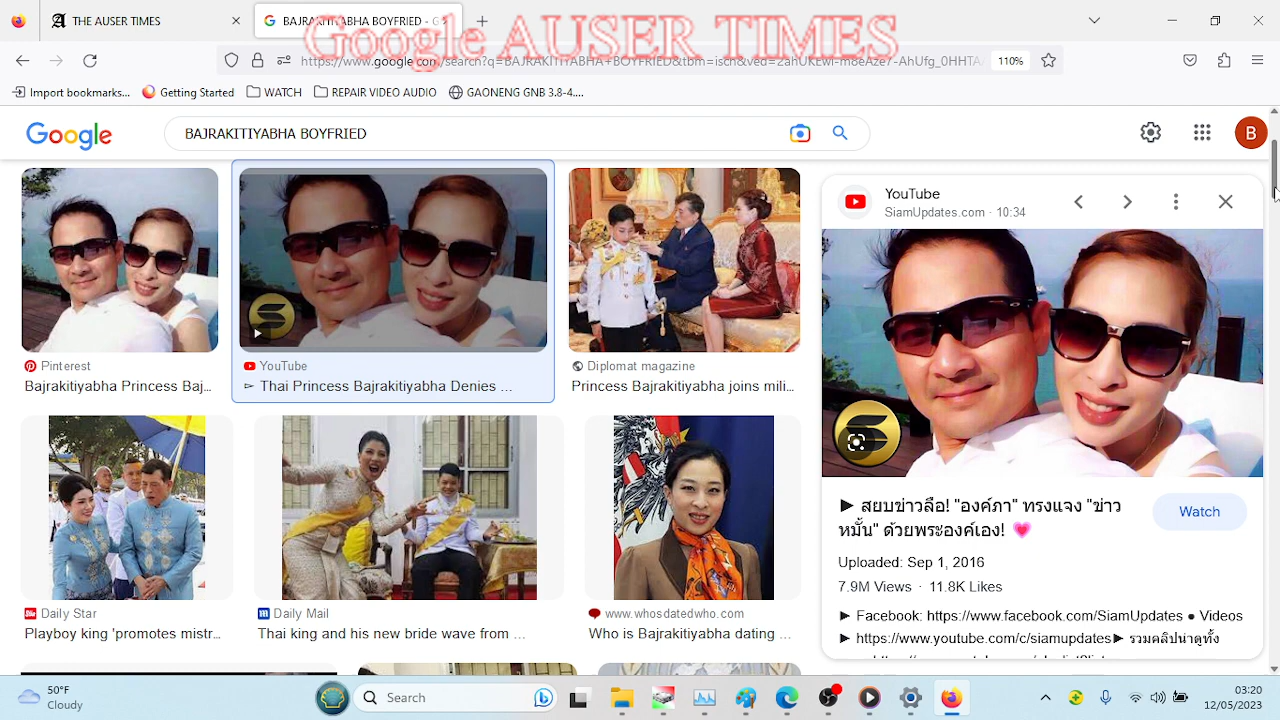 THE AUSER TIMES
BAJRAKITIYABHA BOYFRIED - G
Google AUSER TIMES
110%
Import bookmarks...
Getting Started
WATCH
REPAIR VIDEO AUDIO
GAONENG GNB 3.8-4....
Google
BAJRAKITIYABHA BOYFRIED
B
Pinterest
Bajrakitiyabha Princess Baj...
YouTube
► Thai Princess Bajrakitiyabha Denies ...
Diplomat magazine
Princess Bajrakitiyabha joins mili...
Daily Star
Playboy king 'promotes mistr...
Daily Mail
Thai king and his new bride wave from ...
www.whosdatedwho.com
Who is Bajrakitiyabha dating ...
YouTube
SiamUpdates.com · 10:34
► สยบข่าวลือ! "องค์ภา" ทรงแจง "ข่าว
หมั้น" ด้วยพระองค์เอง! 💗
Watch
Uploaded: Sep 1, 2016
7.9M Views · 11.8K Likes
► Facebook: https://www.facebook.com/SiamUpdates ● Videos
► https://www.youtube.com/c/siamupdates► รวมคลิปน่าดูทั้ง
50°F
Cloudy
Search
03:20
12/05/2023